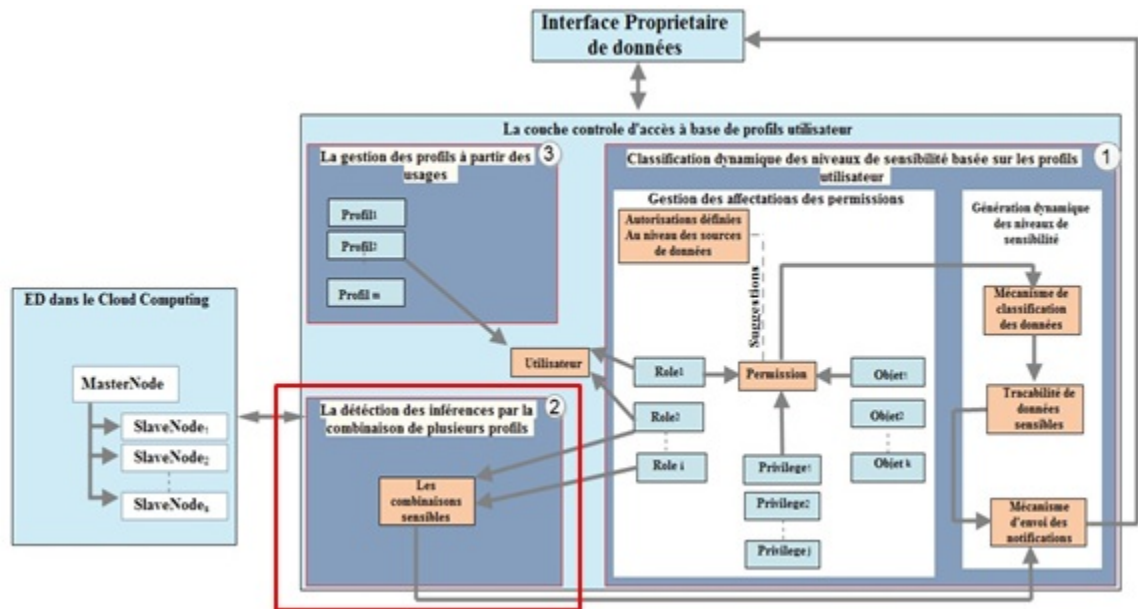 Interface Proprietaire
de données
La couche controle d'accès à base de profils utilisateur
La gestion des profils à partir des
usages
3
Profil1
Profil2
Profil m
Classification dynamique des niveaux de sensibilité basée sur les profils
utilisateur
1
Gestion des affectations des permissions
Autorisations définies
Au niveau des sources
de données
Suggestions
Génération dynamique
des niveaux de
sensibilité
Mécanisme de
classification
des données
Tracabilité de
données
sensibles
Mécanisme
d'envoi des
notifications
Utilisateur
Role1
Role2
Role i
Permission
Objet1
Objet2
Objet k
Privilege1
Privilege2
Privilegej
ED dans le Cloud Computing
MasterNode
SlaveNode1
SlaveNode2
SlaveNodes
La détéction des inférences par la
combinaison de plusieurs profils
2
Les
combinaisons
sensibles